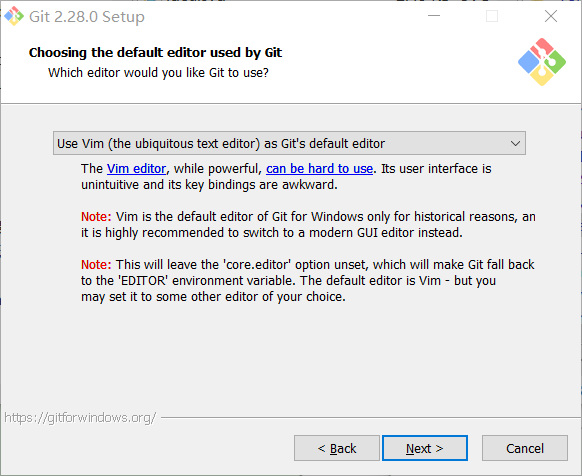 Git 2.28.0 Setup
Choosing the default editor used by Git
Which editor would you like Git to use?
Use Vim (the ubiquitous text editor) as Git's default editor
The Vim editor, while powerful, can be hard to use. Its user interface is
unintuitive and its key bindings are awkward.
Note: Vim is the default editor of Git for Windows only for historical reasons, an
it is highly recommended to switch to a modern GUI editor instead.
Note: This will leave the 'core.editor' option unset, which will make Git fall back
to the 'EDITOR' environment variable. The default editor is Vim - but you
may set it to some other editor of your choice.
https://gitforwindows.org/
< Back
Next >
Cancel